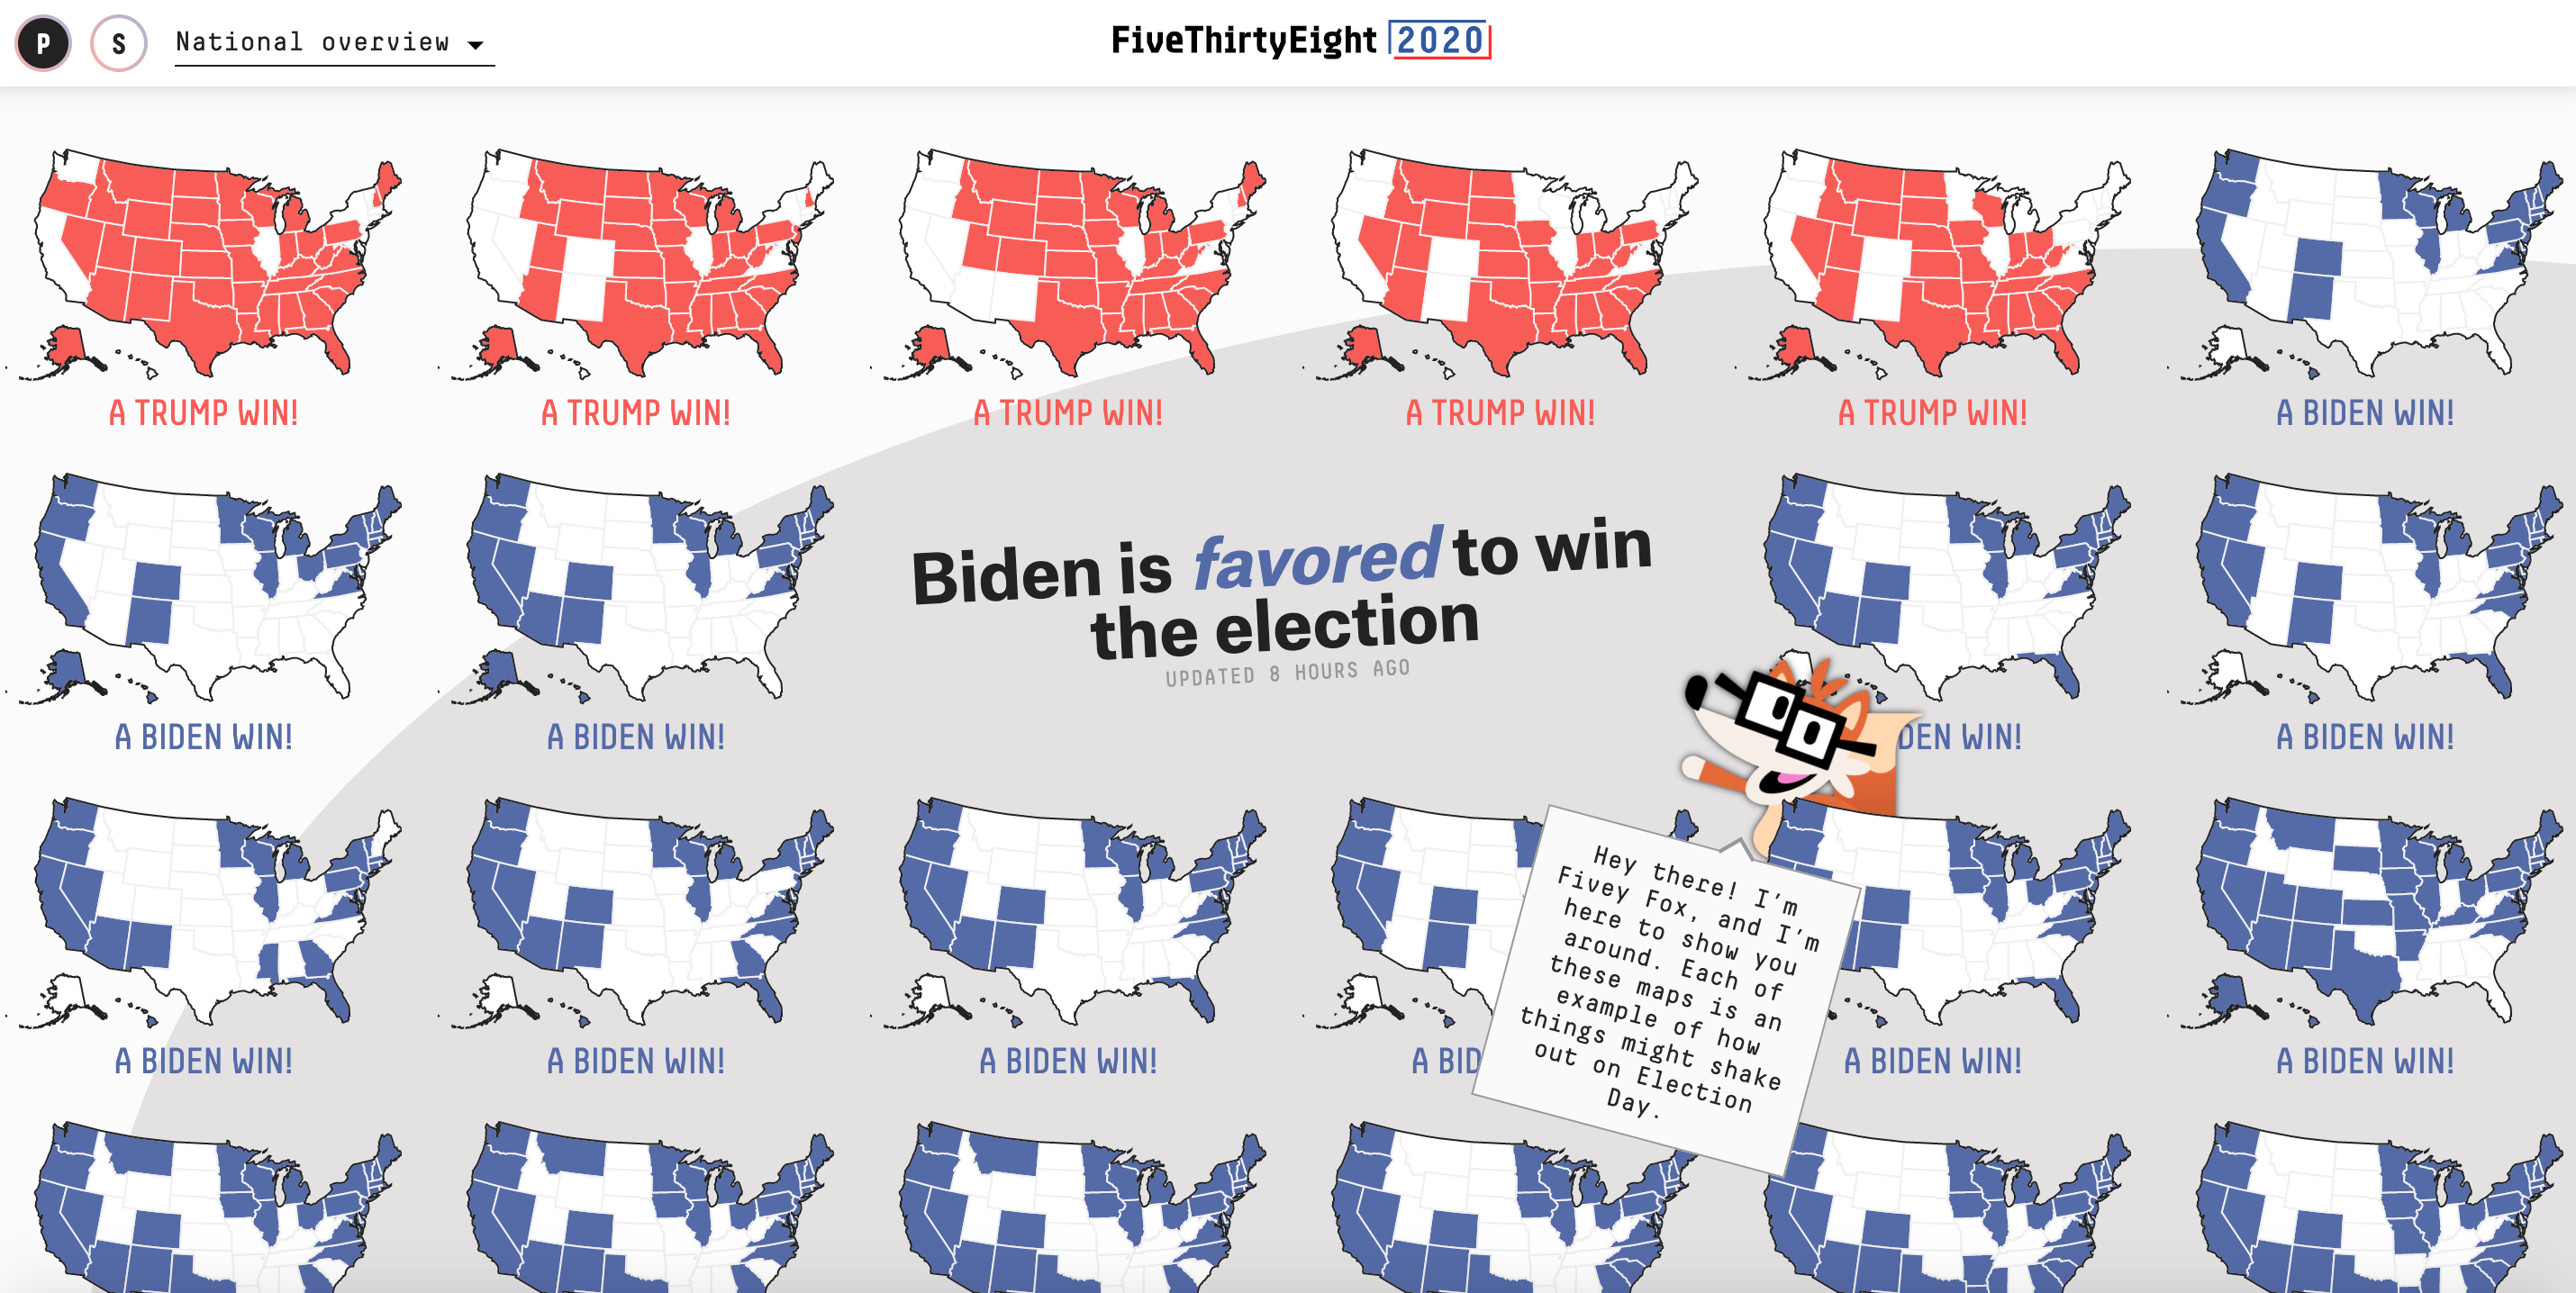 P S National overview
FiveThirtyEight 2020
A TRUMP WIN!
A TRUMP WIN!
A TRUMP WIN!
A TRUMP WIN!
A TRUMP WIN!
A BIDEN WIN!
A BIDEN WIN!
A BIDEN WIN!
Biden is favored to win
the election
UPDATED 8 HOURS AGO
DEN WIN!
A BIDEN WIN!
Hey there! I'm
Fivey Fox, and I'm
here to show you
around. Each of
these maps is an
example of how
things might shake
out on Election
Day.
A BIDEN WIN!
A BIDEN WIN!
A BIDEN WIN!
A BID
A BIDEN WIN!
A BIDEN WIN!